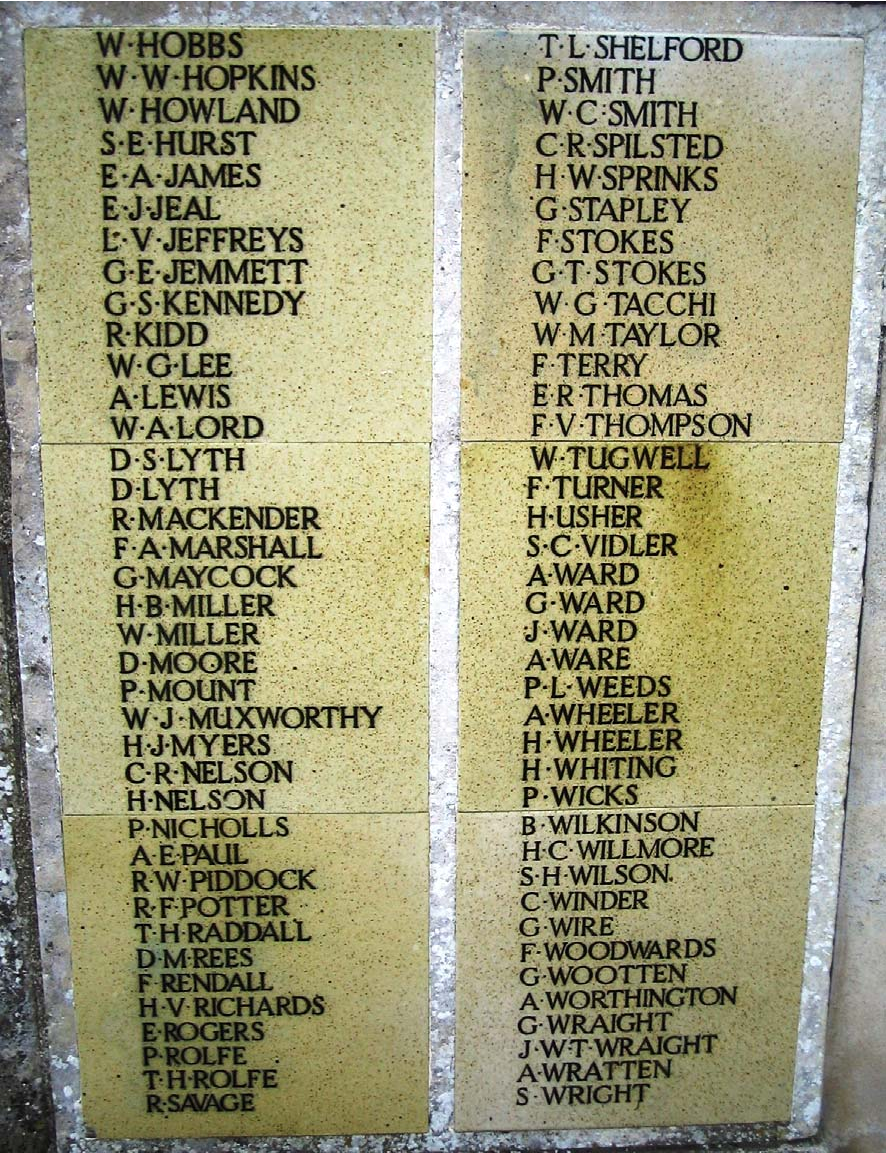 W·HOBBS
W·W·HOPKINS
W·HOWLAND
S·E·HURST
E·A·JAMES
E·J·JEAL
L·V·JEFFREYS
G·E·JEMMETT
G·S·KENNEDY
R·KIDD
W·G·LEE
A·LEWIS
W·A·LORD
D·S·LYTH
D·LYTH
R·MACKENDER
F·A·MARSHALL
G·MAYCOCK
H·B·MILLER
W·MILLER
D·MOORE
P·MOUNT
W·J·MUXWORTHY
H·J·MYERS
C·R·NELSON
H·NELSON
P·NICHOLLS
A·E·PAUL
R·W·PIDDOCK
R·F·POTTER
T·H·RADDALL
D·M·REES
F·RENDALL
H·V·RICHARDS
E·ROGERS
P·ROLFE
T·H·ROLFE
R·SAVAGE
T·L·SHELFORD
P·SMITH
W·C·SMITH
C·R·SPILSTED
H·W·SPRINKS
G·STAPLEY
F·STOKES
G·T·STOKES
W·G·TACCHI
W·M·TAYLOR
F·TERRY
E·R·THOMAS
F·V·THOMPSON
W·TUGWELL
F·TURNER
H·USHER
S·C·VIDLER
A·WARD
G·WARD
J·WARD
A·WARE
P·L·WEEDS
A·WHEELER
H·WHEELER
H·WHITING
P·WICKS
B·WILKINSON
H·C·WILLMORE
S·H·WILSON
C·WINDER
G·WIRE
F·WOODWARDS
G·WOOTTEN
A·WORTHINGTON
G·WRAIGHT
J·W·T·WRAIGHT
A·WRATTEN
S·WRIGHT